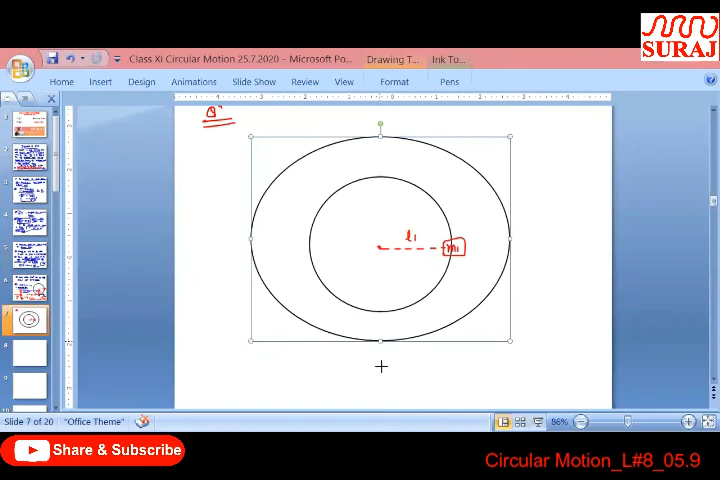 SURAJ
Class XI Circular Motion 25.7.2020 - Microsoft Po...
Drawing T...
Ink To...
Home Insert Design Animations Slide Show Review View Format Pens
Q:
l1
m1
Slide 7 of 20
"Office Theme"
86%
Share & Subscribe
Circular Motion_L#8_05.9